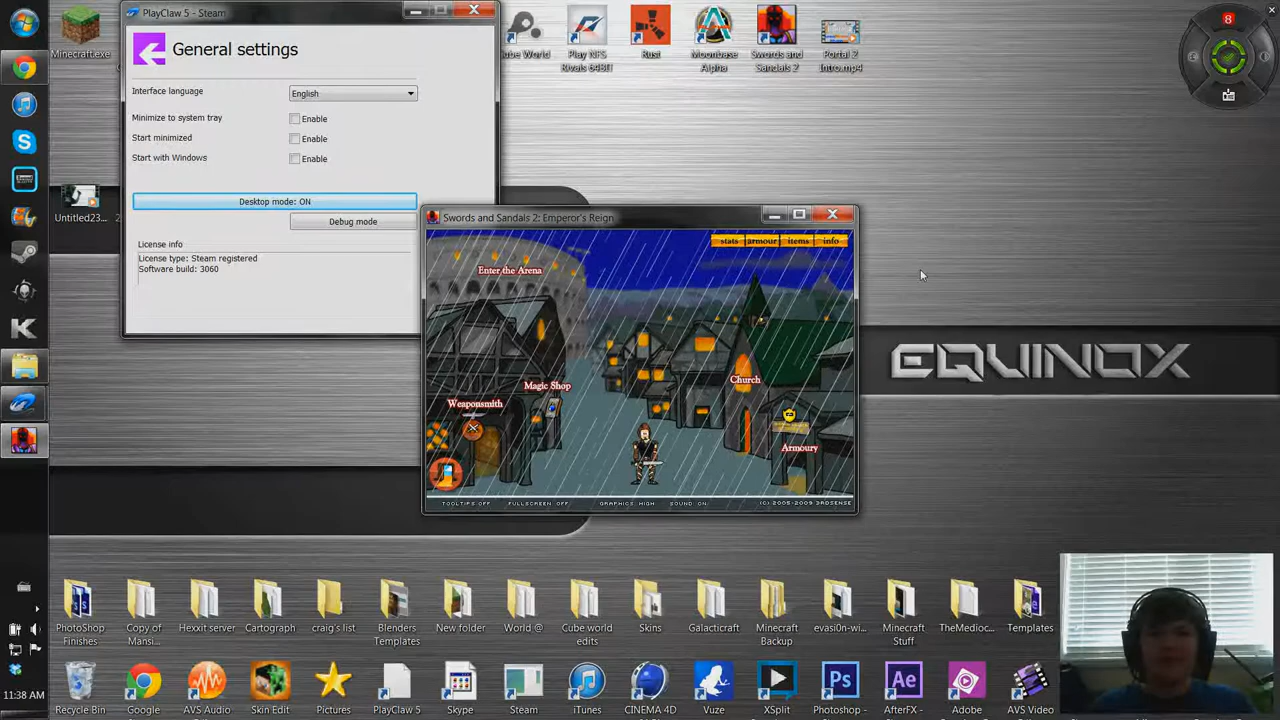 PlayClaw 5 - Steam
General settings
Interface language
English
Minimize to system tray
Enable
Start minimized
Enable
Start with Windows
Enable
Desktop mode: ON
Debug mode
License info
License type: Steam registered
Software build: 3060
Minecraft.exe
Cube World
Play NFS
Rivals 64BIT
Rust
Moonbase
Alpha
Swords and
Sandals 2
Portal 2
Intro.mp4
8
Untitled23...
Swords and Sandals 2: Emperor's Reign
stats
armour
items
info
Enter the Arena
Magic Shop
Weaponsmith
Church
Armoury
TOOLTIPS OFF
FULLSCREEN OFF
GRAPHICS HIGH
SOUND ON
(C) 2005-2009 3RDSENSE
EQUINOX
PhotoShop
Finishes
Copy of
Mansi...
Hexxit server
Cartograph
craig's list
Blenders
Templates
New folder
World @
Cube world
edits
Skins
Galacticraft
Minecraft
Backup
evasi0n-wi...
Minecraft
Stuff
TheMedioc...
Templates
Recycle Bin
Google
AVS Audio
Skin Edit
Pictures
PlayClaw 5
Skype
Steam
iTunes
CINEMA 4D
Vuze
XSplit
Ps
Photoshop -
Ae
AfterFX -
Adobe
AVS Video
11:38 AM